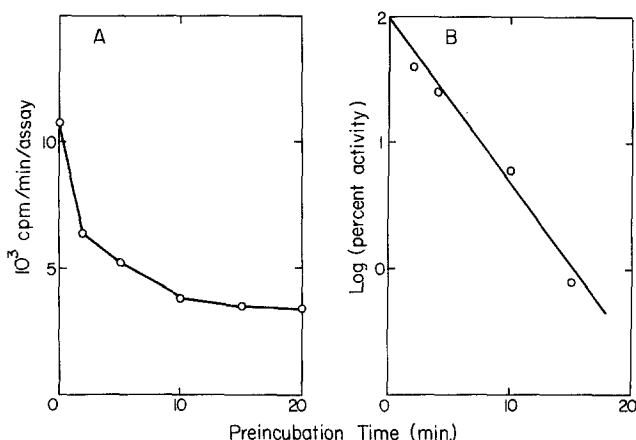 A
10³ cpm/min/assay
10
5
0
10
20
B
Log (percent activity)
2
1
0
0
10
20
Preincubation Time (min.)